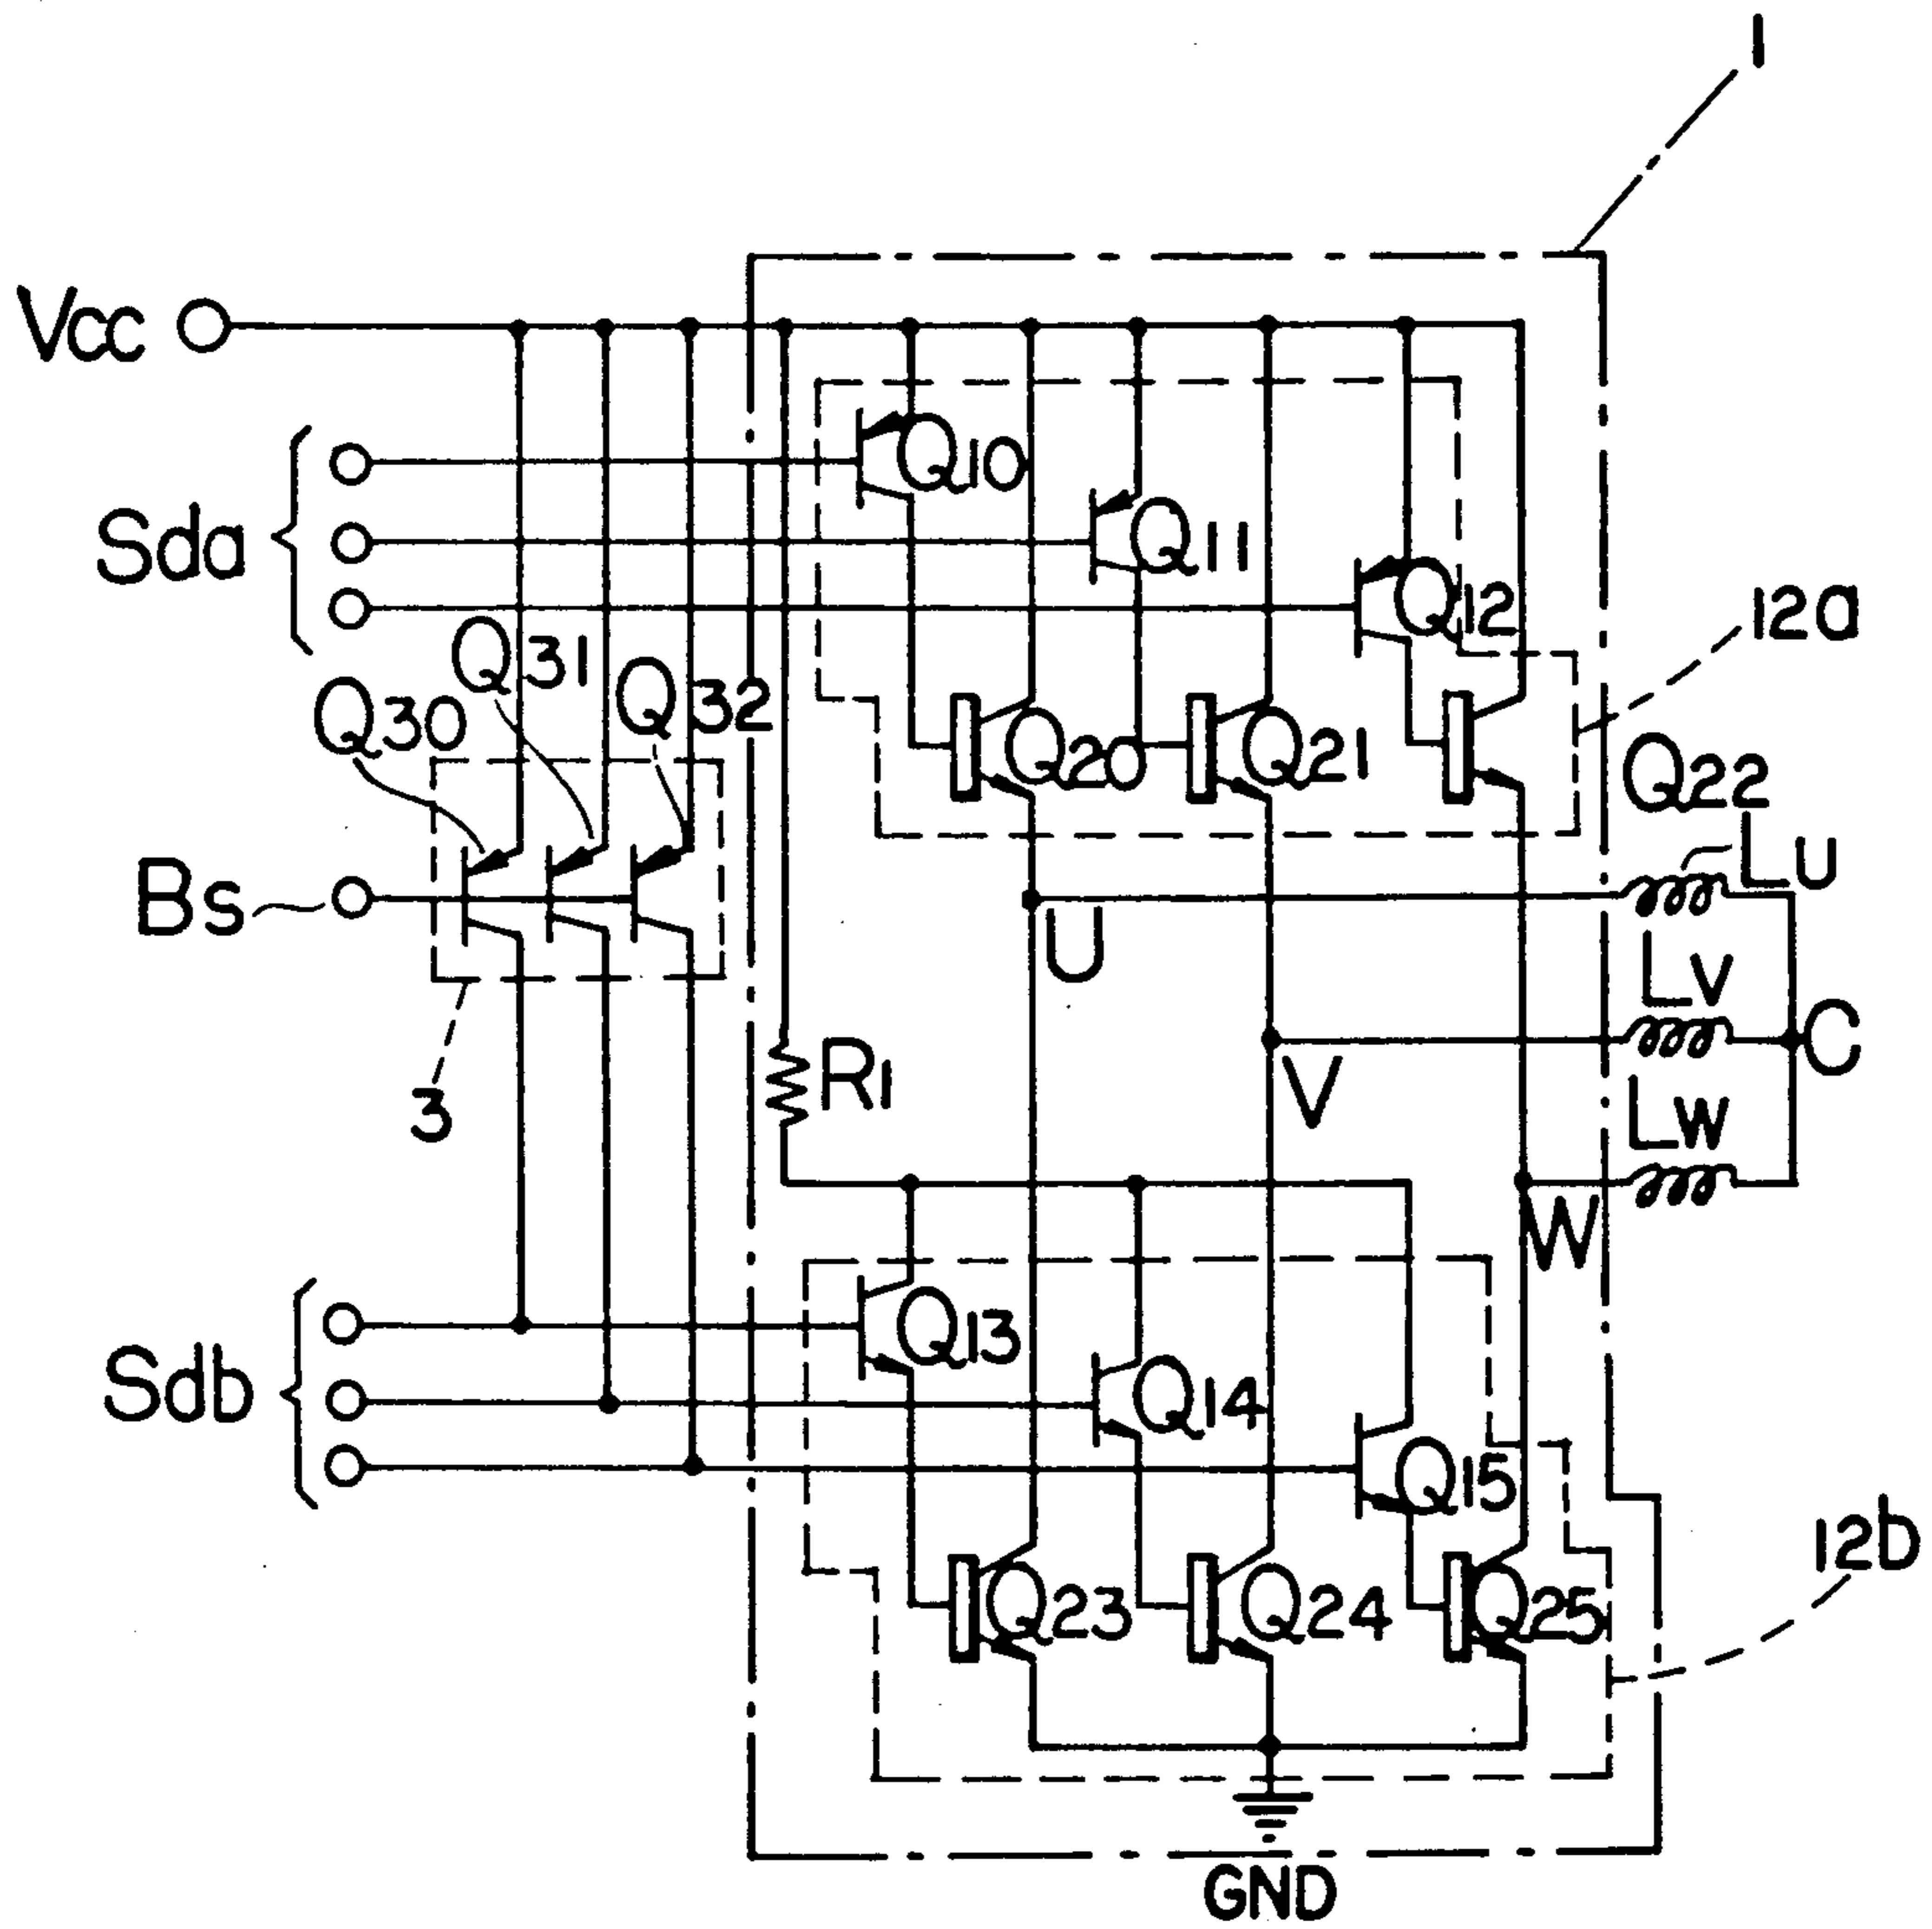 1
Vcc
Sda
Q10
Q11
Q12
12a
Q31
Q30
Q32
Q20
Q21
Q22
Bs
Lu
U
Lv
3
R1
V
C
Lw
W
Sdb
Q13
Q14
Q15
12b
Q23
Q24
Q25
GND